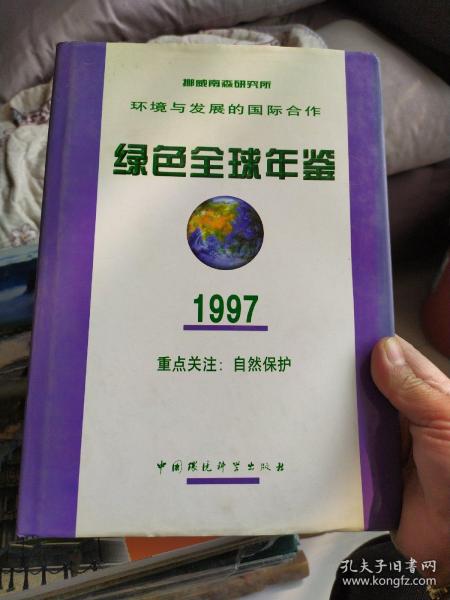 挪威南森研究所
环境与发展的国际合作
绿色全球年鉴
1997
重点关注：自然保护
中国环境科学出版社
孔夫子旧书网
www.kongfz.com